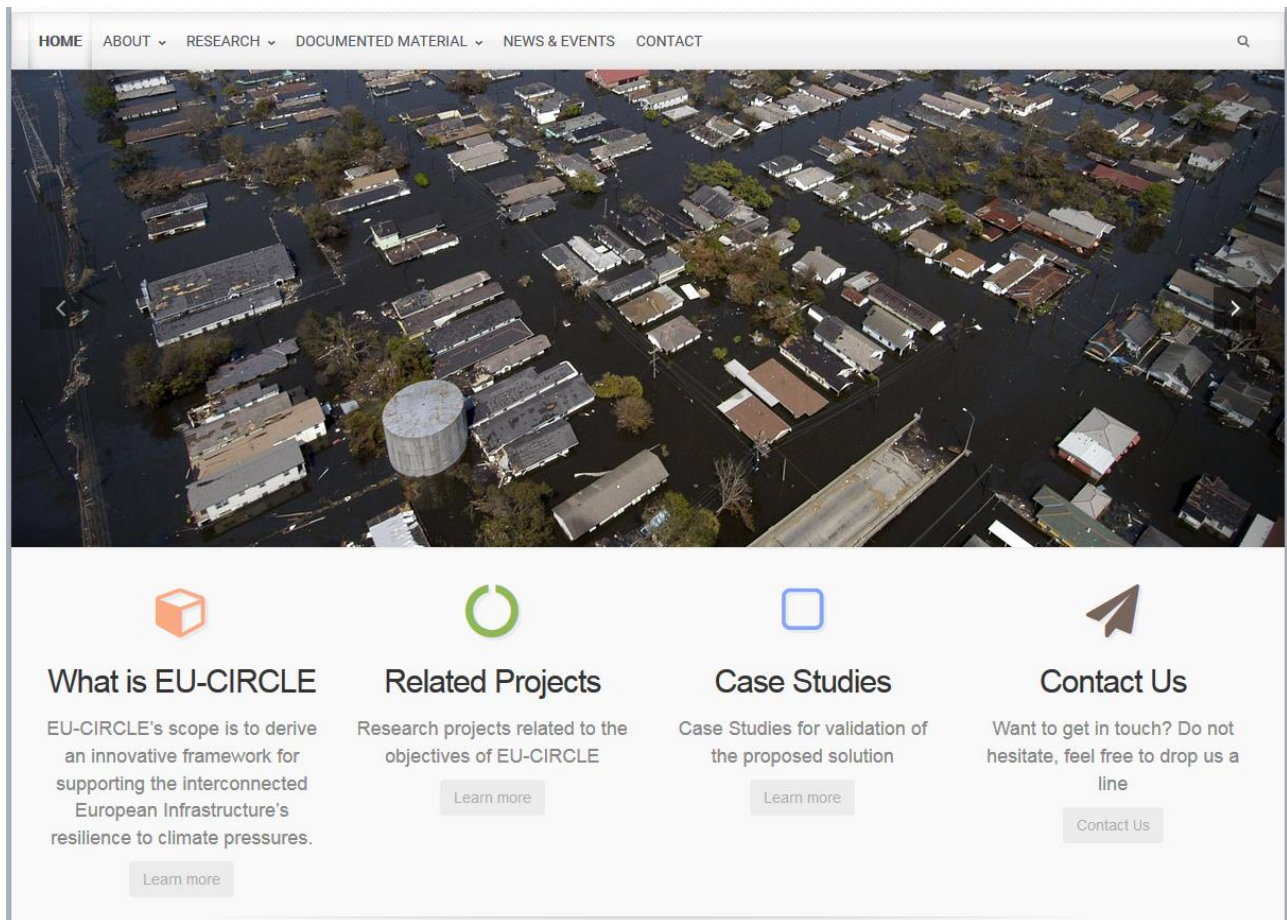 HOME ABOUT RESEARCH DOCUMENTED MATERIAL NEWS & EVENTS CONTACT
What is EU-CIRCLE
EU-CIRCLE's scope is to derive
an innovative framework for
supporting the interconnected
European Infrastructure's
resilience to climate pressures.
Learn more
Related Projects
Research projects related to the
objectives of EU-CIRCLE
Learn more
Case Studies
Case Studies for validation of
the proposed solution
Learn more
Contact Us
Want to get in touch? Do not
hesitate, feel free to drop us a
line
Contact Us